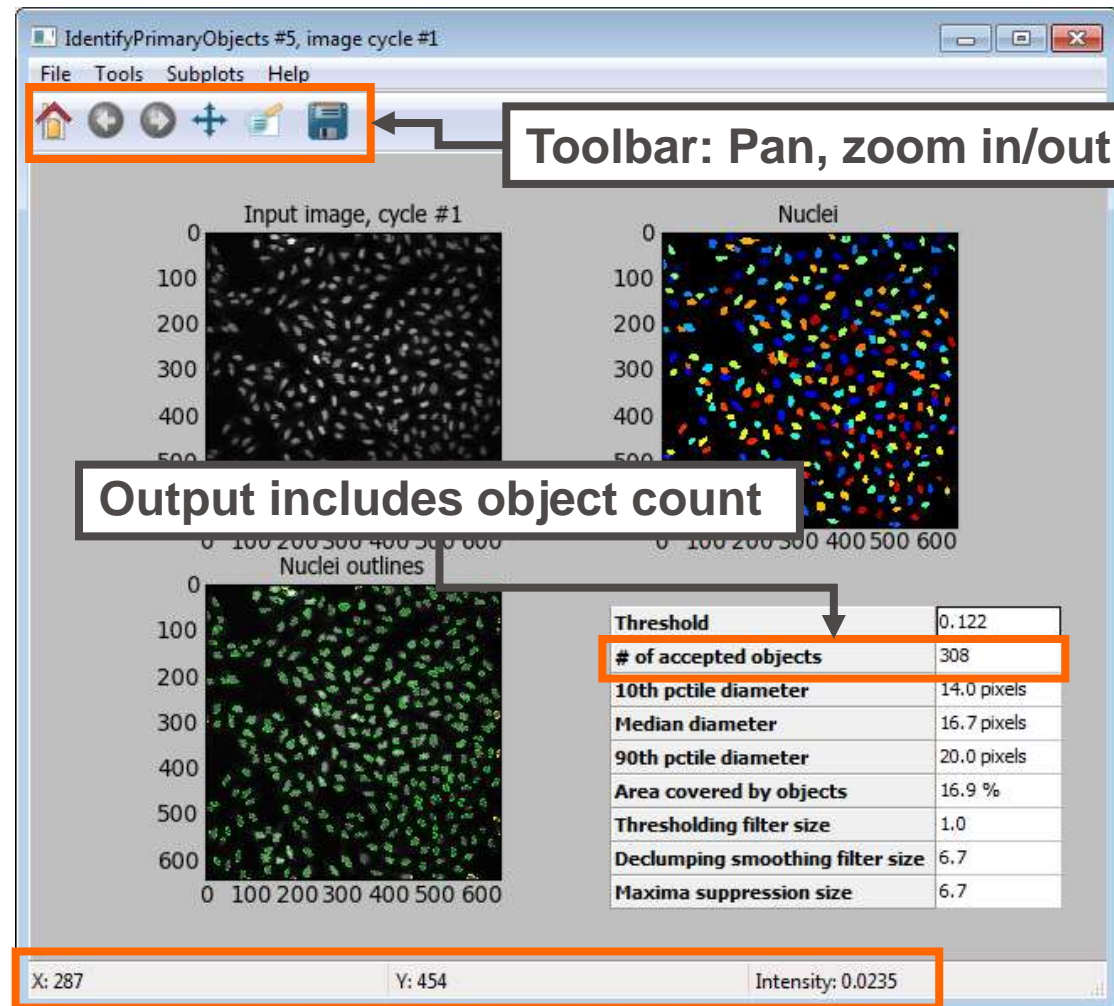 IdentifyPrimaryObjects #5, image cycle #1
File Tools Subplots Help
Toolbar: Pan, zoom in/out
Input image, cycle #1
0
100
200
300
400
500
0 100 200 300 400 500 600
Nuclei
0
100
200
300
400
500
0 100 200 300 400 500 600
Output includes object count
Nuclei outlines
0
100
200
300
400
500
600
0 100 200 300 400 500 600
Threshold 0.122
# of accepted objects 308
10th pctile diameter 14.0 pixels
Median diameter 16.7 pixels
90th pctile diameter 20.0 pixels
Area covered by objects 16.9 %
Thresholding filter size 1.0
Declumping smoothing filter size 6.7
Maxima suppression size 6.7
X: 287 Y: 454 Intensity: 0.0235